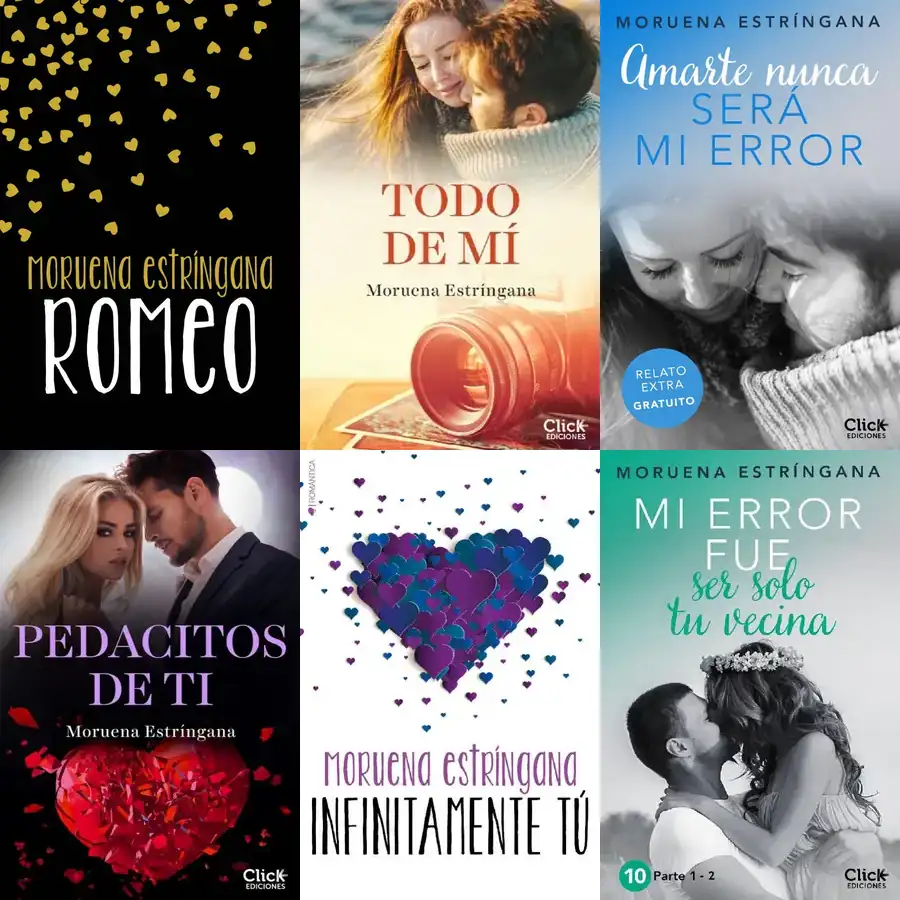 MORUENA ESTRÍNGANA
ROMEO
TODO
DE MÍ
Moruena Estríngana
Click
EDICIONES
MORUENA ESTRÍNGANA
Amarte nunca
SERÁ
MI ERROR
RELATO
EXTRA
GRATUITO
Click
EDICIONES
PEDACITOS
DE TI
Moruena Estríngana
Click
EDICIONES
TROMÁNTICA
MORUENA ESTRÍNGANA
INFINITAMENTE TÚ
MORUENA ESTRÍNGANA
MI ERROR
FUE
ser solo
tu vecina
10 Parte 1 - 2
Click
EDICIONES